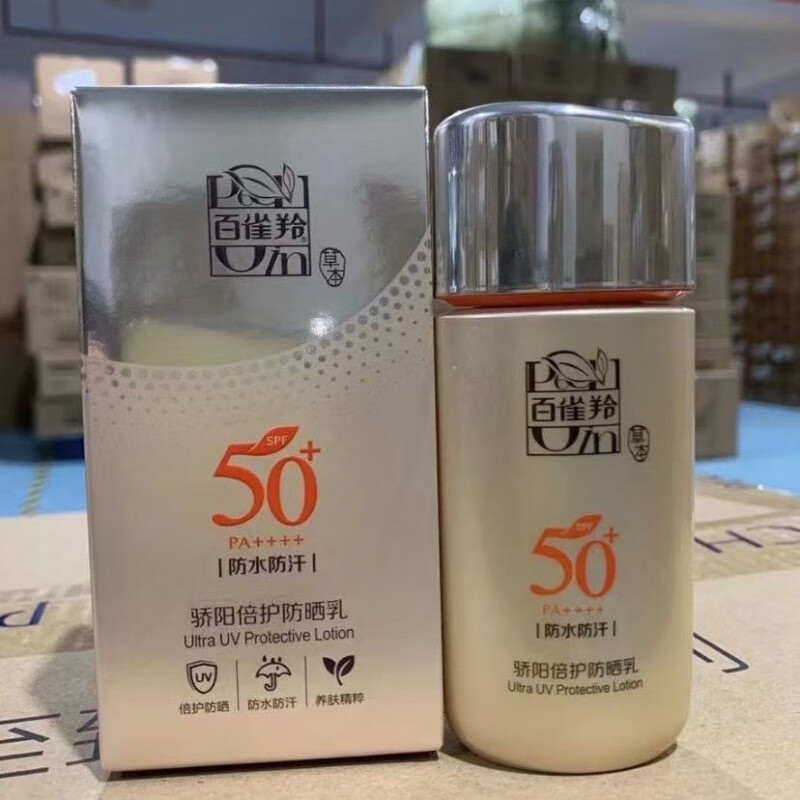 百雀羚®
草本
SPF
50+
PA++++
|防水防汗|
骄阳倍护防晒乳
Ultra UV Protective Lotion
UV
倍护防晒
防水防汗
养肤精粹
百雀羚
草本
SPF
50+
PA++++
|防水防汗|
骄阳倍护防晒乳
Ultra UV Protective Lotion
CH